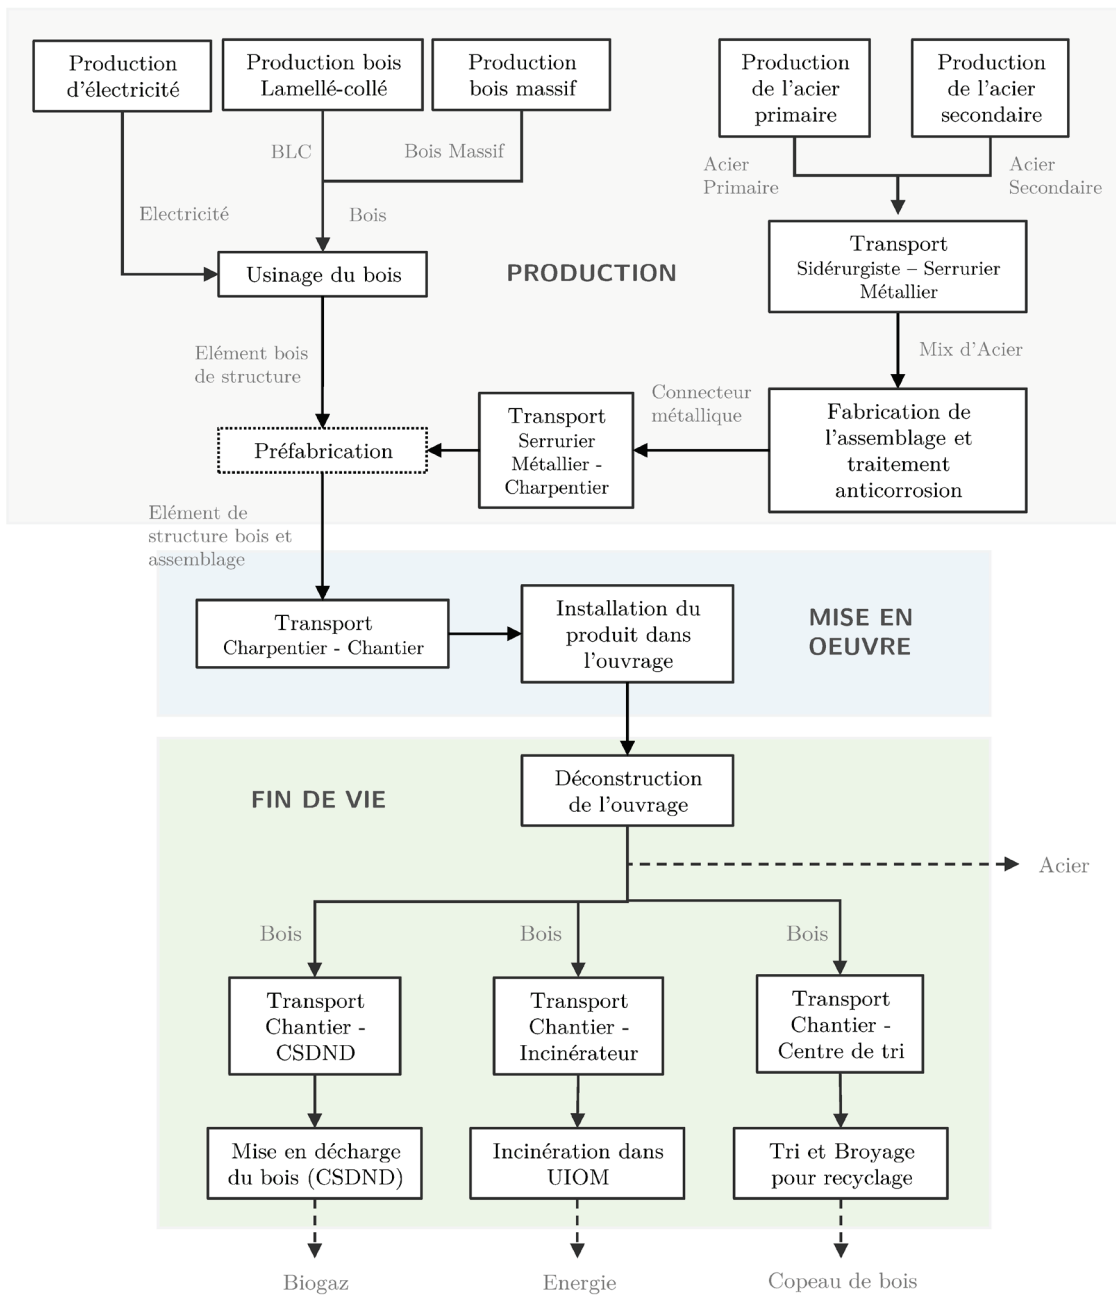 Production
d'électricité
Production bois
Lamellé-collé
Production
bois massif
Production
de l'acier
primaire
Production
de l'acier
secondaire
BLC
Bois Massif
Acier
Primaire
Acier
Secondaire
Electricité
Bois
Usinage du bois
PRODUCTION
Transport
Sidérurgiste – Serrurier
Métallier
Elément bois
de structure
Mix d'Acier
Connecteur
métallique
Préfabrication
Transport
Serrurier
Métallier -
Charpentier
Fabrication de
l'assemblage et
traitement
anticorrosion
Elément de
structure bois et
assemblage
Transport
Charpentier - Chantier
Installation du
produit dans
l'ouvrage
MISE EN
OEUVRE
FIN DE VIE
Déconstruction
de l'ouvrage
Acier
Bois
Bois
Bois
Transport
Chantier -
CSDND
Transport
Chantier -
Incinérateur
Transport
Chantier -
Centre de tri
Mise en décharge
du bois (CSDND)
Incinération dans
UIOM
Tri et Broyage
pour recyclage
Biogaz
Energie
Copeau de bois